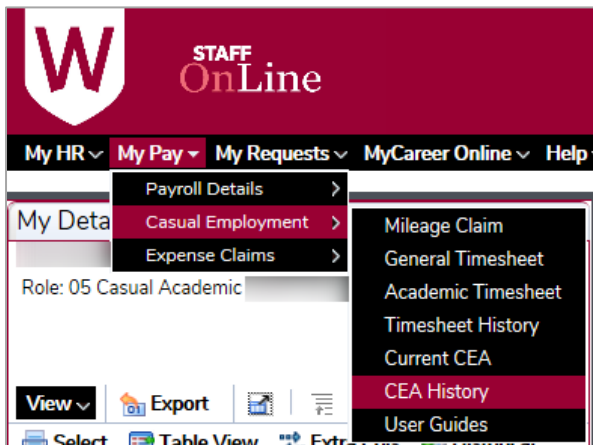 W
STAFF
OnLine
My HR My Pay My Requests MyCareer Online Help
Payroll Details
My Deta Casual Employment Mileage Claim
Expense Claims General Timesheet
Role: 05 Casual Academic Academic Timesheet
Timesheet History
Current CEA
View Export CEA History
Select Table View User Guides